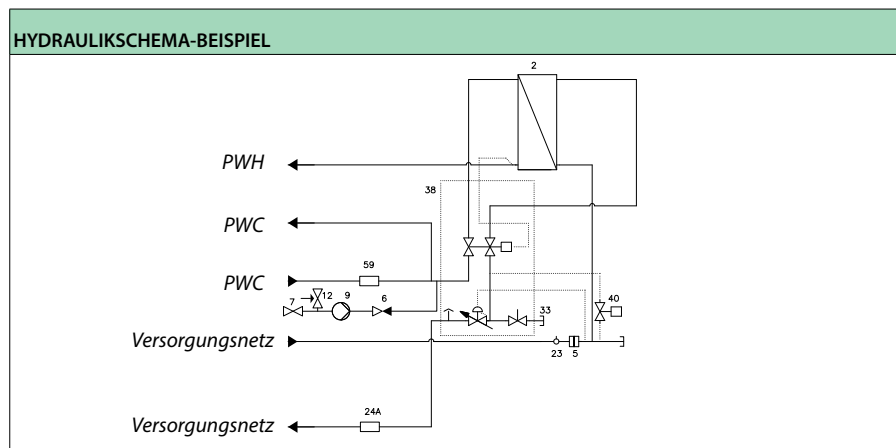 HYDRAULIKSCHEMA-BEISPIEL
2
PWH
38
PWC
59
PWC
7
12
9
6
33
40
Versorgungsnetz
23
5
24A
Versorgungsnetz